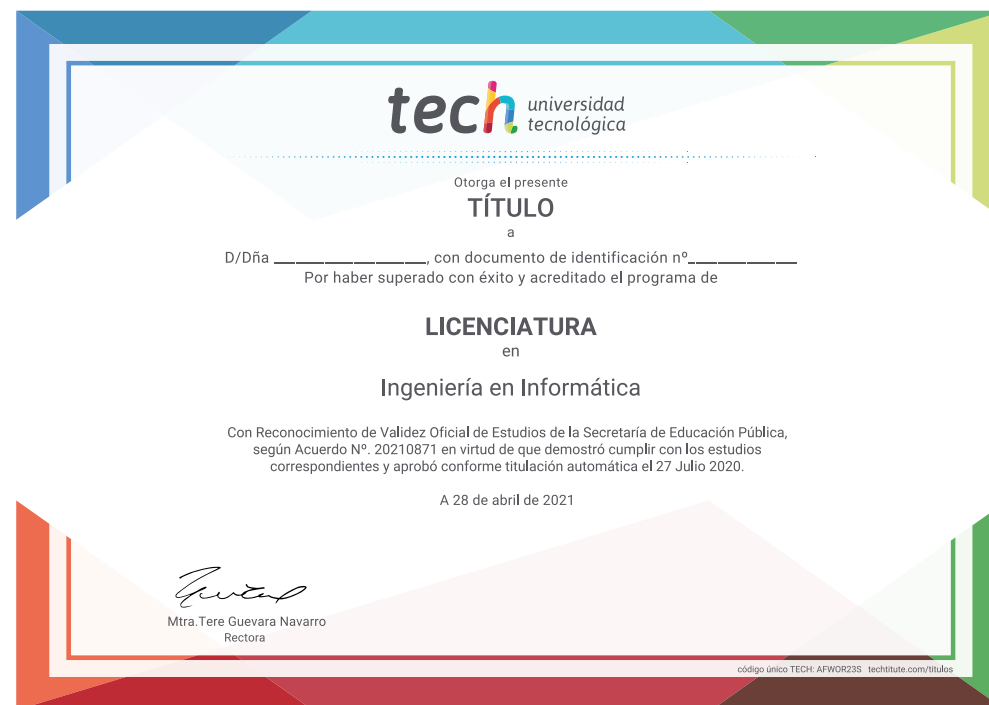 tech universidad
tecnológica
Otorga el presente
TÍTULO
a
D/Dña ____________________, con documento de identificación nº______________
Por haber superado con éxito y acreditado el programa de
LICENCIATURA
en
Ingeniería en Informática
Con Reconocimiento de Validez Oficial de Estudios de la Secretaría de Educación Pública,
según Acuerdo Nº. 20210871 en virtud de que demostró cumplir con los estudios
correspondientes y aprobó conforme titulación automática el 27 Julio 2020.
A 28 de abril de 2021
Mtra.Tere Guevara Navarro
Rectora
código único TECH: AFWOR23S techtitute.com/titulos